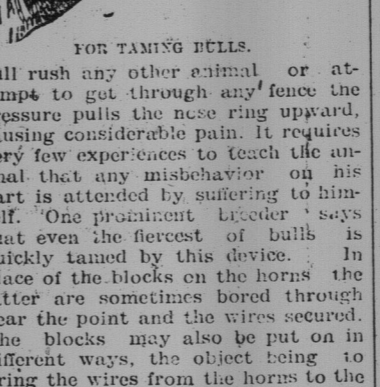 FOR TAMING BULLS.
ll rush any other animal or at-
mpt to get through any fence the
ressure pulls the nose ring upward,
using considerable pain. It requires
ery few experiences to teach the an-
mal that any misbehavior on his
art is attended by suffering to him-
lf. One prominent breeder says
at even the fiercest of bulls is
uickly tamed by this device. In
lace of the blocks on the horns the
tter are sometimes bored through
ear the point and the wires secured.
he blocks may also be put on in
ifferent ways, the object being to
ring the wires from the horns to the